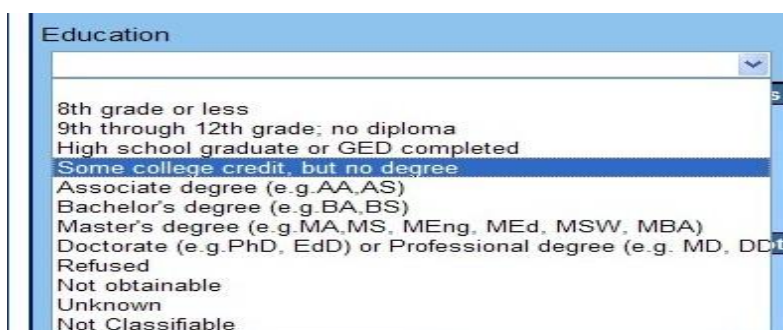 Education
8th grade or less
9th through 12th grade; no diploma
High school graduate or GED completed
Some college credit, but no degree
Associate degree (e.g.AA,AS)
Bachelor's degree (e.g.BA,BS)
Master's degree (e.g.MA,MS, MEng, MEd, MSW, MBA)
Doctorate (e.g.PhD, EdD) or Professional degree (e.g. MD, DD
Refused
Not obtainable
Unknown
Not Classifiable